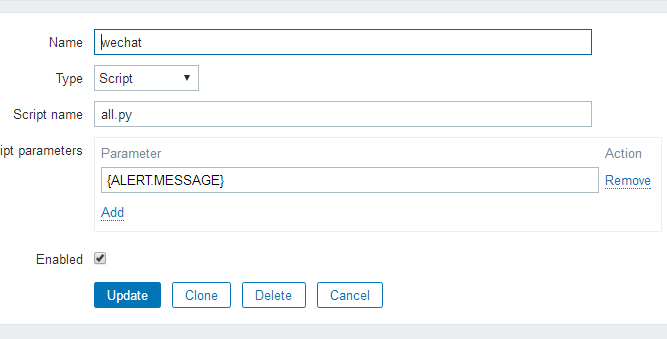 Name wechat
Type Script
Script name all.py
ipt parameters Parameter Action
{ALERT.MESSAGE} Remove
Add
Enabled
Update Clone Delete Cancel